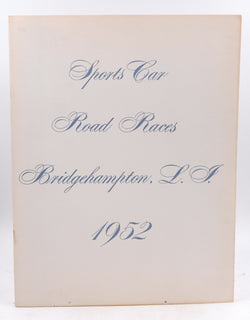 Sports Car
Road Races
Bridgehampton, L. I.
1952